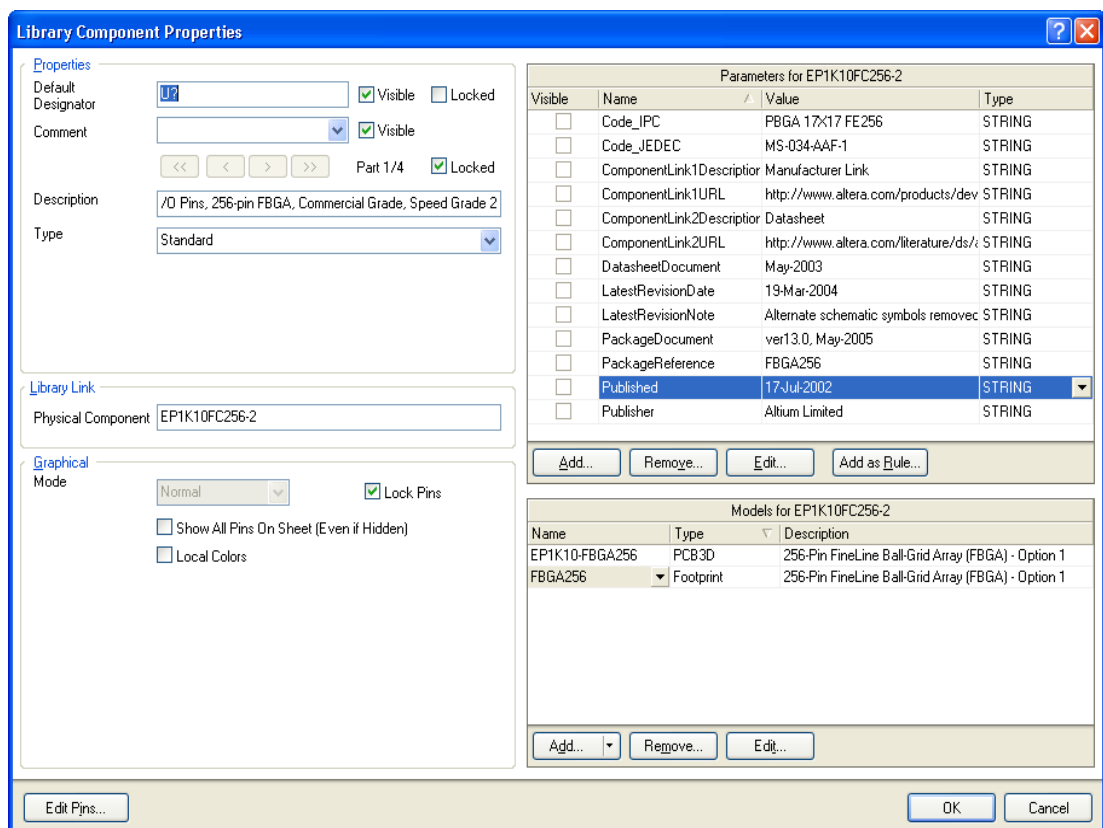 Library Component Properties
Properties
Default Designator
U?
Visible
Locked
Comment
Visible
<<
<
>
>>
Part 1/4
Locked
Description
/O Pins, 256-pin FBGA, Commercial Grade, Speed Grade 2
Type
Standard
Library Link
Physical Component
EP1K10FC256-2
Graphical
Mode
Normal
Lock Pins
Show All Pins On Sheet (Even if Hidden)
Local Colors
Parameters for EP1K10FC256-2
Visible Name Value Type
Code_IPC PBGA 17X17 FE256 STRING
Code_JEDEC MS-034-AAF-1 STRING
ComponentLink1Description Manufacturer Link STRING
ComponentLink1URL http://www.altera.com/products/dev STRING
ComponentLink2Description Datasheet STRING
ComponentLink2URL http://www.altera.com/literature/ds/a STRING
DatasheetDocument May-2003 STRING
LatestRevisionDate 19-Mar-2004 STRING
LatestRevisionNote Alternate schematic symbols removed STRING
PackageDocument ver13.0, May-2005 STRING
PackageReference FBGA256 STRING
Published 17-Jul-2002 STRING
Publisher Altium Limited STRING
Add... Remove... Edit... Add as Rule...
Models for EP1K10FC256-2
Name Type Description
EP1K10-FBGA256 PCB3D 256-Pin FineLine Ball-Grid Array (FBGA) - Option 1
FBGA256 Footprint 256-Pin FineLine Ball-Grid Array (FBGA) - Option 1
Add... Remove... Edit...
Edit Pins...
OK
Cancel